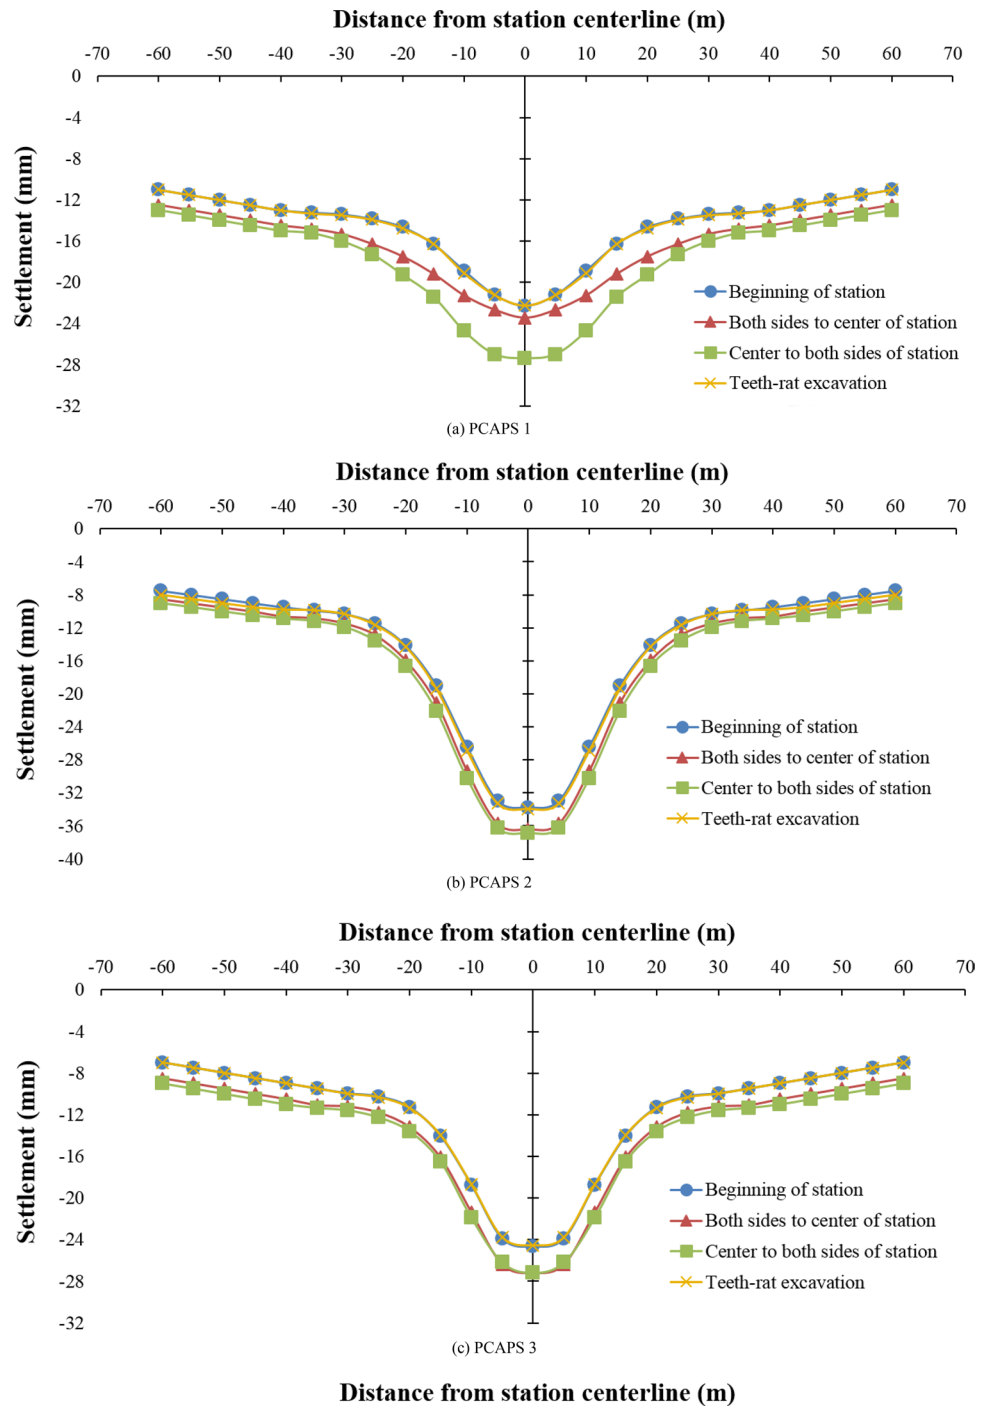 Distance from station centerline (m)
-70 -60 -50 -40 -30 -20 -10 0 10 20 30 40 50 60 70
0
-4
-8
-12
-16
-20
-24
-28
-32
Settlement (mm)
Beginning of station
Both sides to center of station
Center to both sides of station
Teeth-rat excavation
(a) PCAPS 1
Distance from station centerline (m)
-70 -60 -50 -40 -30 -20 -10 0 10 20 30 40 50 60 70
0
-4
-8
-12
-16
-20
-24
-28
-32
-36
-40
Settlement (mm)
Beginning of station
Both sides to center of station
Center to both sides of station
Teeth-rat excavation
(b) PCAPS 2
Distance from station centerline (m)
-70 -60 -50 -40 -30 -20 -10 0 10 20 30 40 50 60 70
0
-4
-8
-12
-16
-20
-24
-28
-32
Settlement (mm)
Beginning of station
Both sides to center of station
Center to both sides of station
Teeth-rat excavation
(c) PCAPS 3
Distance from station centerline (m)